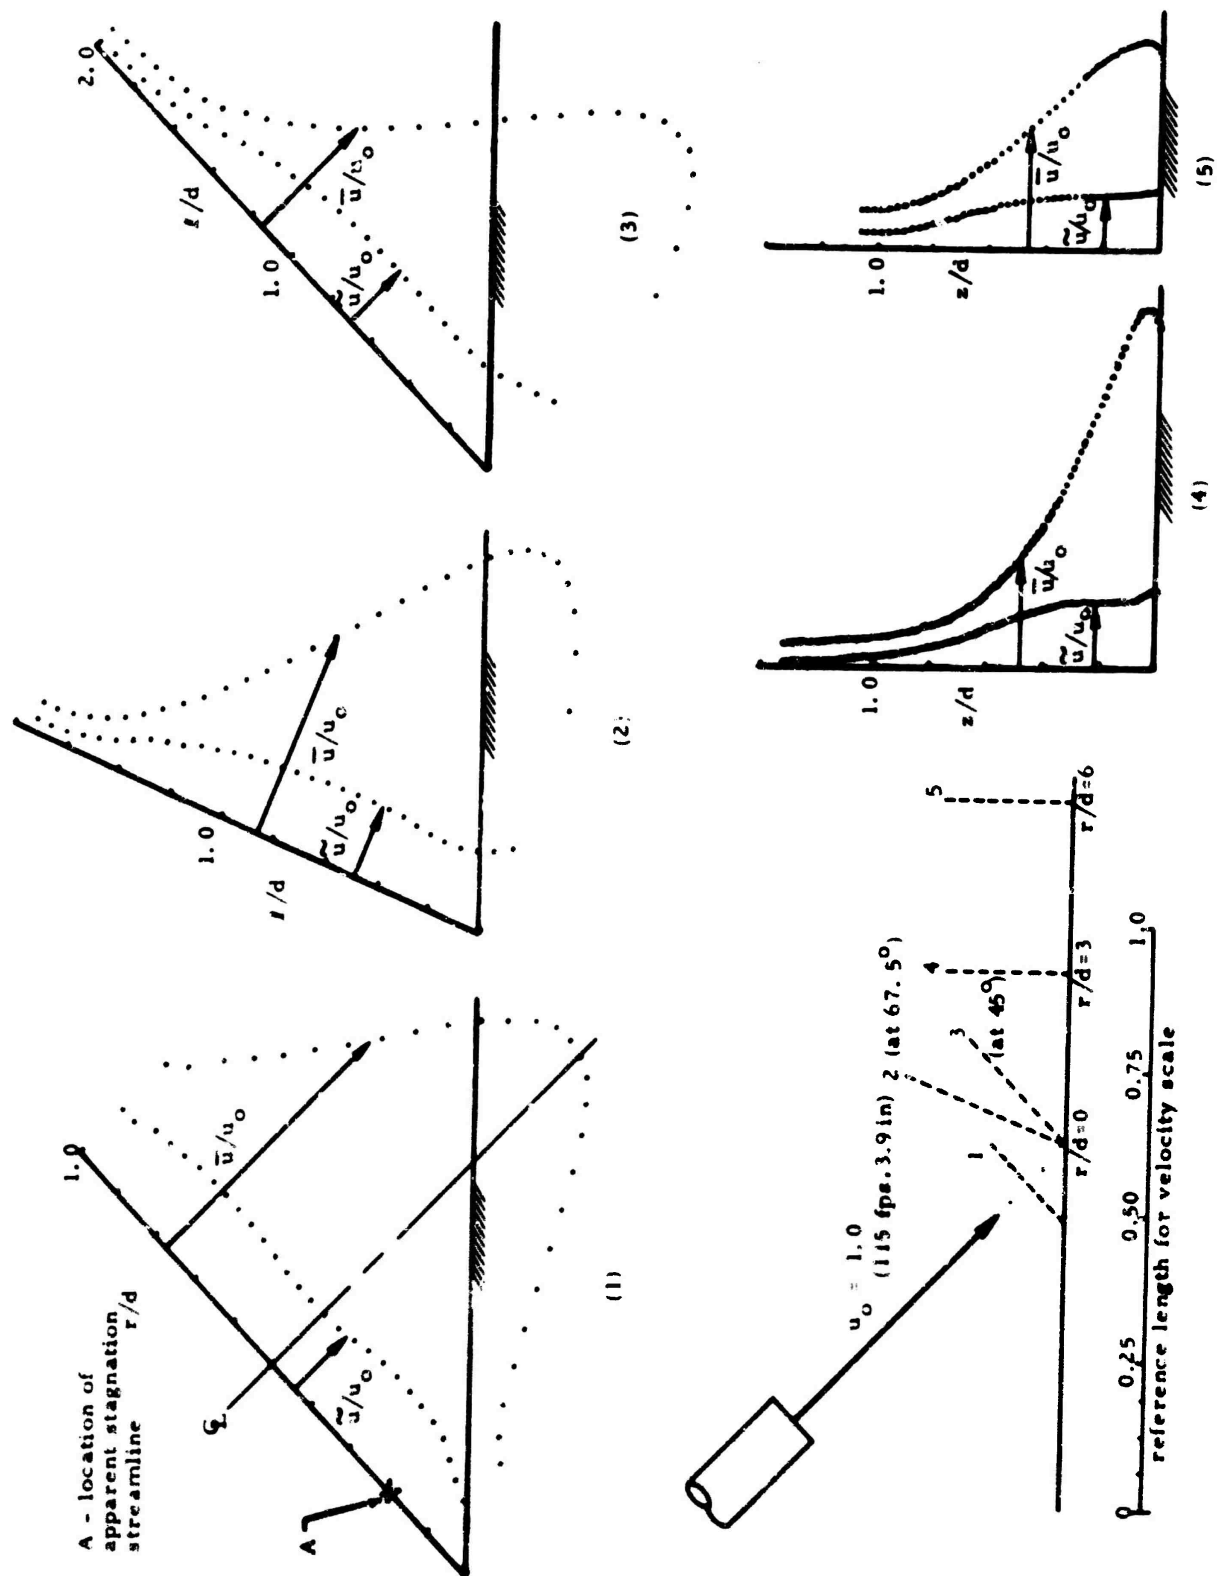 A - location of
apparent stagnation
streamline
r/d
1.0
A
℄
ũ/u₀
u̅/u₀
(1)
1.0
ℓ/d
ũ/u₀
u̅/u₀
(2)
2.0
ℓ/d
1.0
ũ/u₀
u̅/u₀
(3)
u₀ = 1.0
(115 fps, 3.9 in)
1
2 (at 67.5°)
3
(at 45°)
4
5
r/d=0
r/d=3
r/d=6
0
0.25
0.50
0.75
1.0
reference length for velocity scale
1.0
z/d
ũ/u₀
u̅/u₀
(4)
1.0
z/d
ũ/u₀
u̅/u₀
(5)